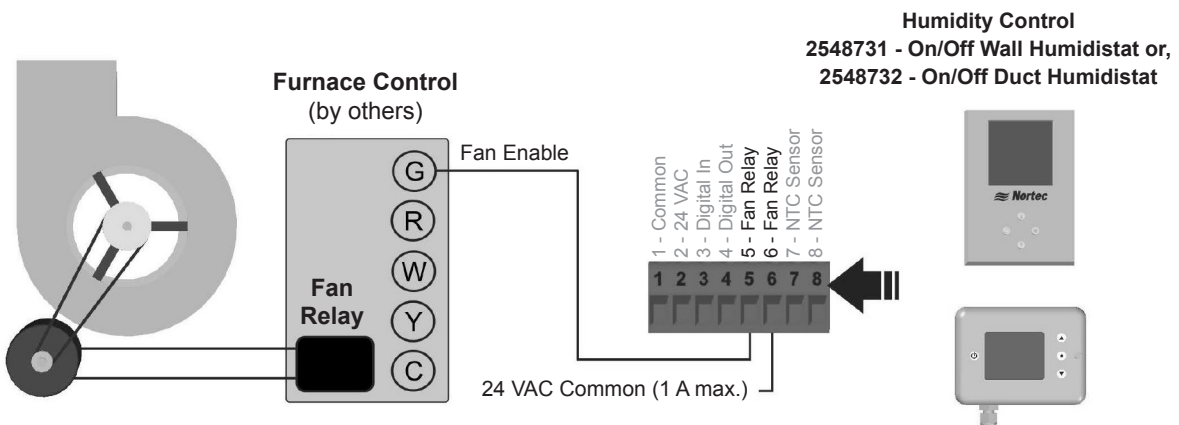 Humidity Control
2548731 - On/Off Wall Humidistat or,
2548732 - On/Off Duct Humidistat
Furnace Control
(by others)
Fan Enable
G
R
W
Y
C
Fan
Relay
1 - Common
2 - 24 VAC
3 - Digital In
4 - Digital Out
5 - Fan Relay
6 - Fan Relay
7 - NTC Sensor
8 - NTC Sensor
1 2 3 4 5 6 7 8
24 VAC Common (1 A max.)
Nortec